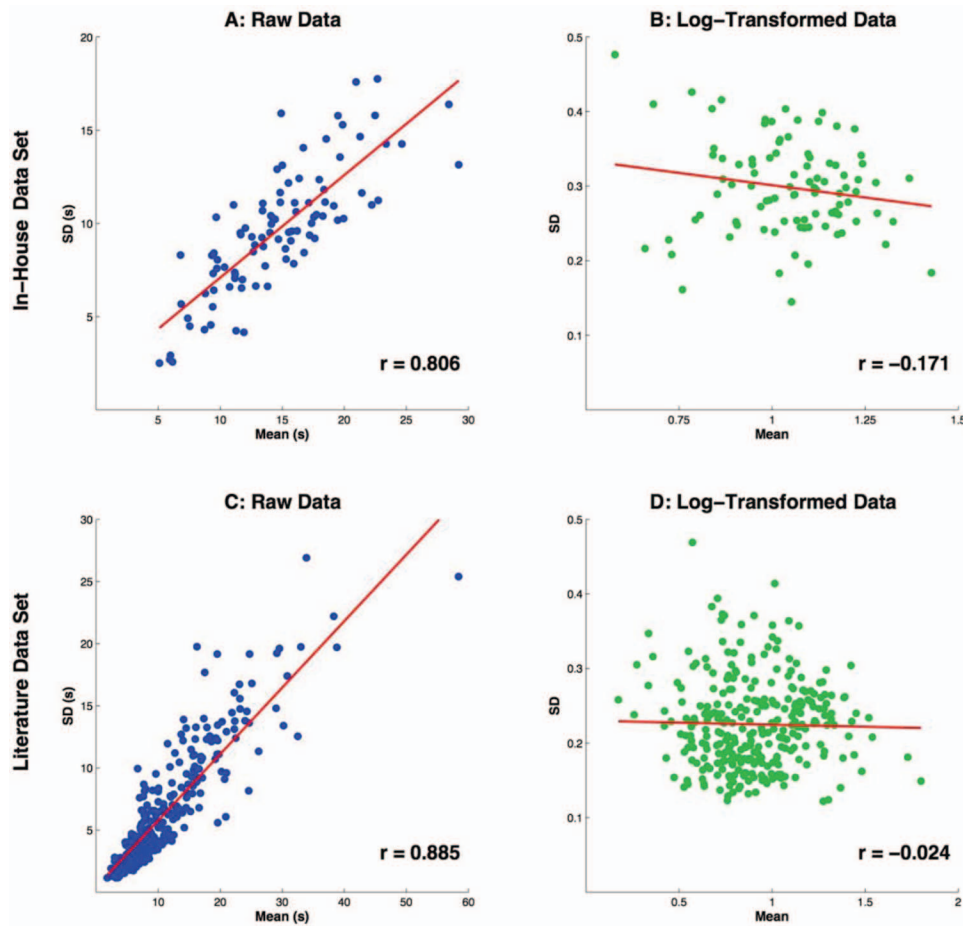 A: Raw Data
B: Log-Transformed Data
In-House Data Set
SD (s)
20
15
10
5
r = 0.806
5
10
15
20
25
30
Mean (s)
SD
0.5
0.4
0.3
0.2
0.1
r = -0.171
0.75
1
1.25
1.5
Mean
C: Raw Data
D: Log-Transformed Data
Literature Data Set
SD (s)
30
25
20
15
10
5
r = 0.885
10
20
30
40
50
60
Mean (s)
SD
0.5
0.4
0.3
0.2
0.1
r = -0.024
0.5
1
1.5
2
Mean